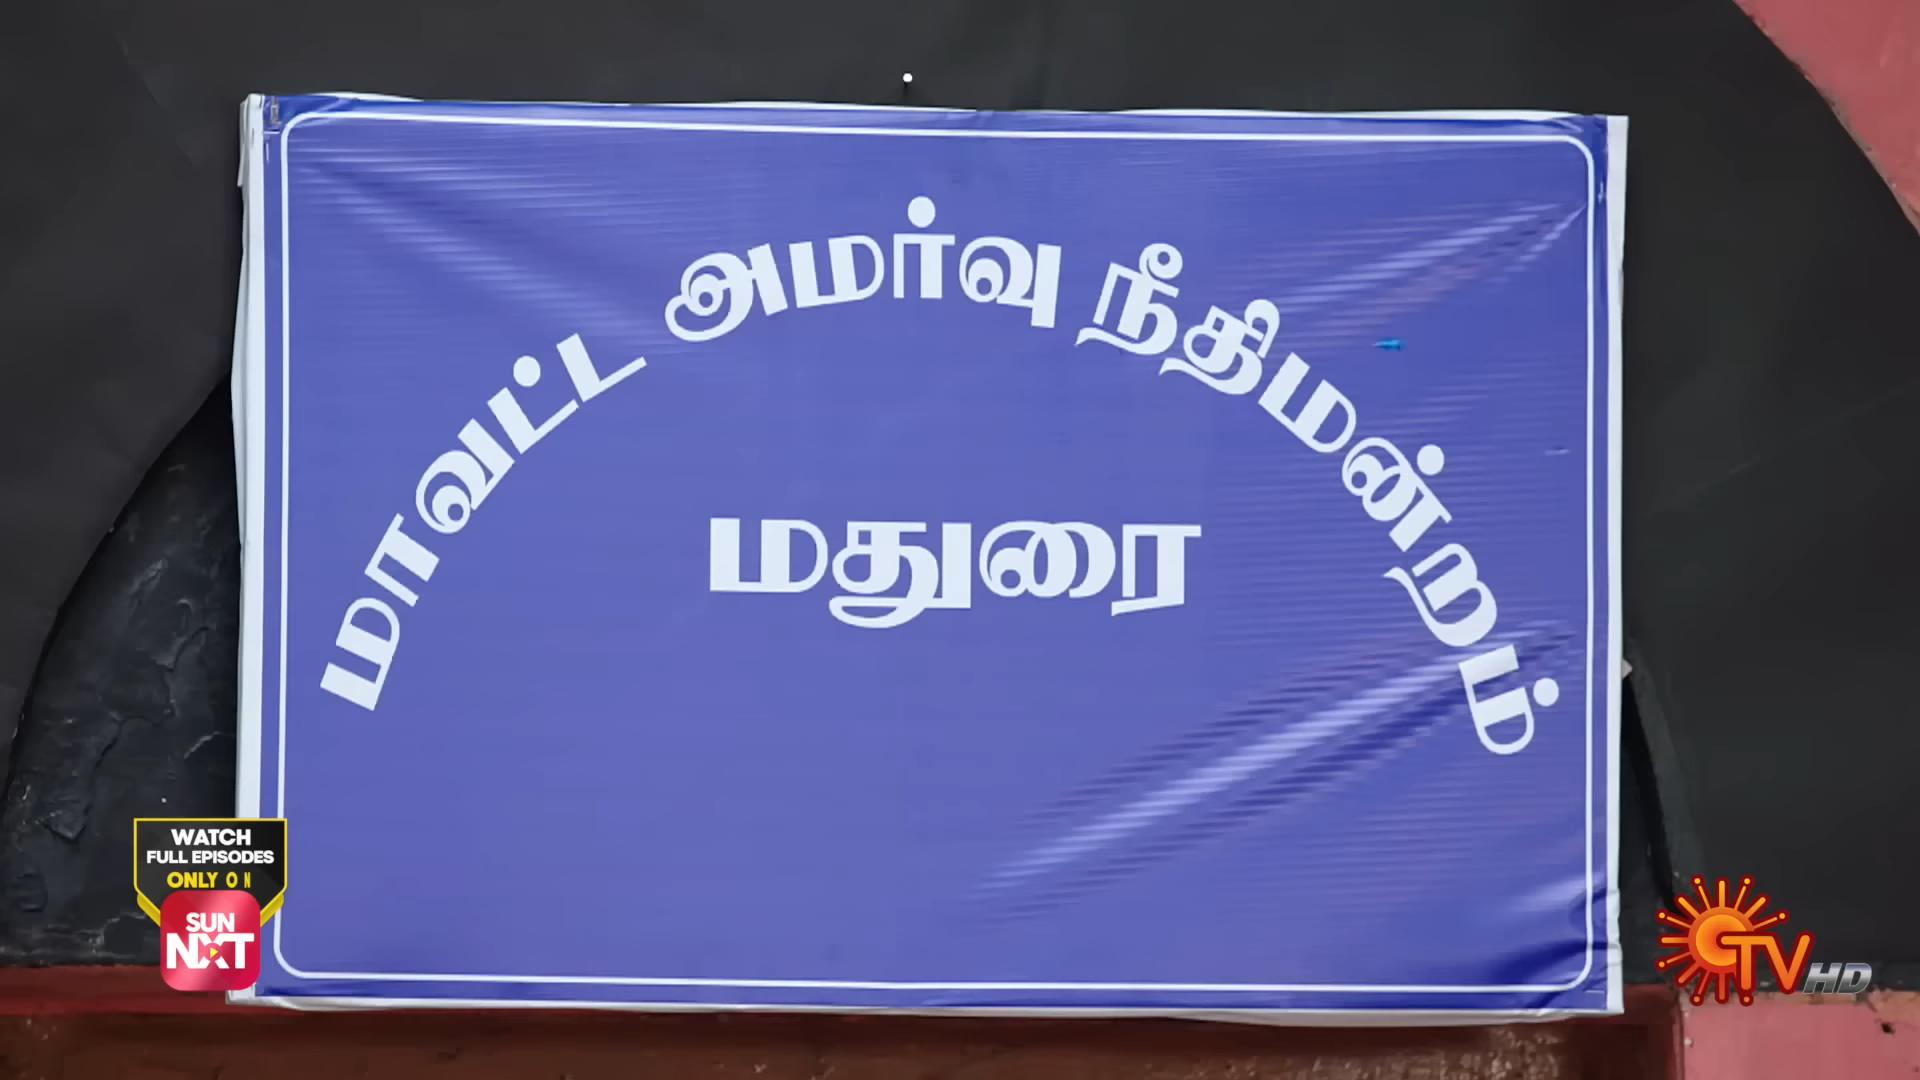 மாவட்ட அமர்வு நீதிமன்றம்
மதுரை
WATCH
FULL EPISODES
ONLY ON
SUN
NXT
TV HD